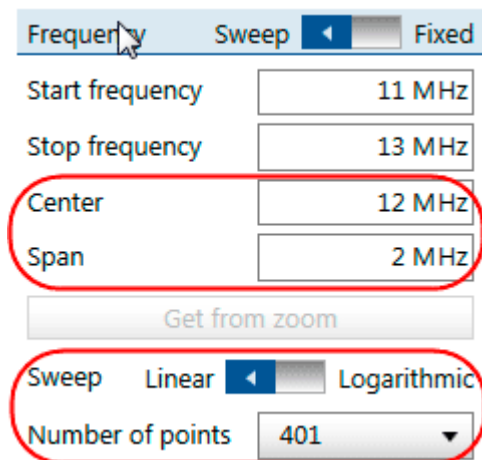 Frequency Sweep Fixed
Start frequency 11 MHz
Stop frequency 13 MHz
Center 12 MHz
Span 2 MHz
Get from zoom
Sweep Linear Logarithmic
Number of points 401